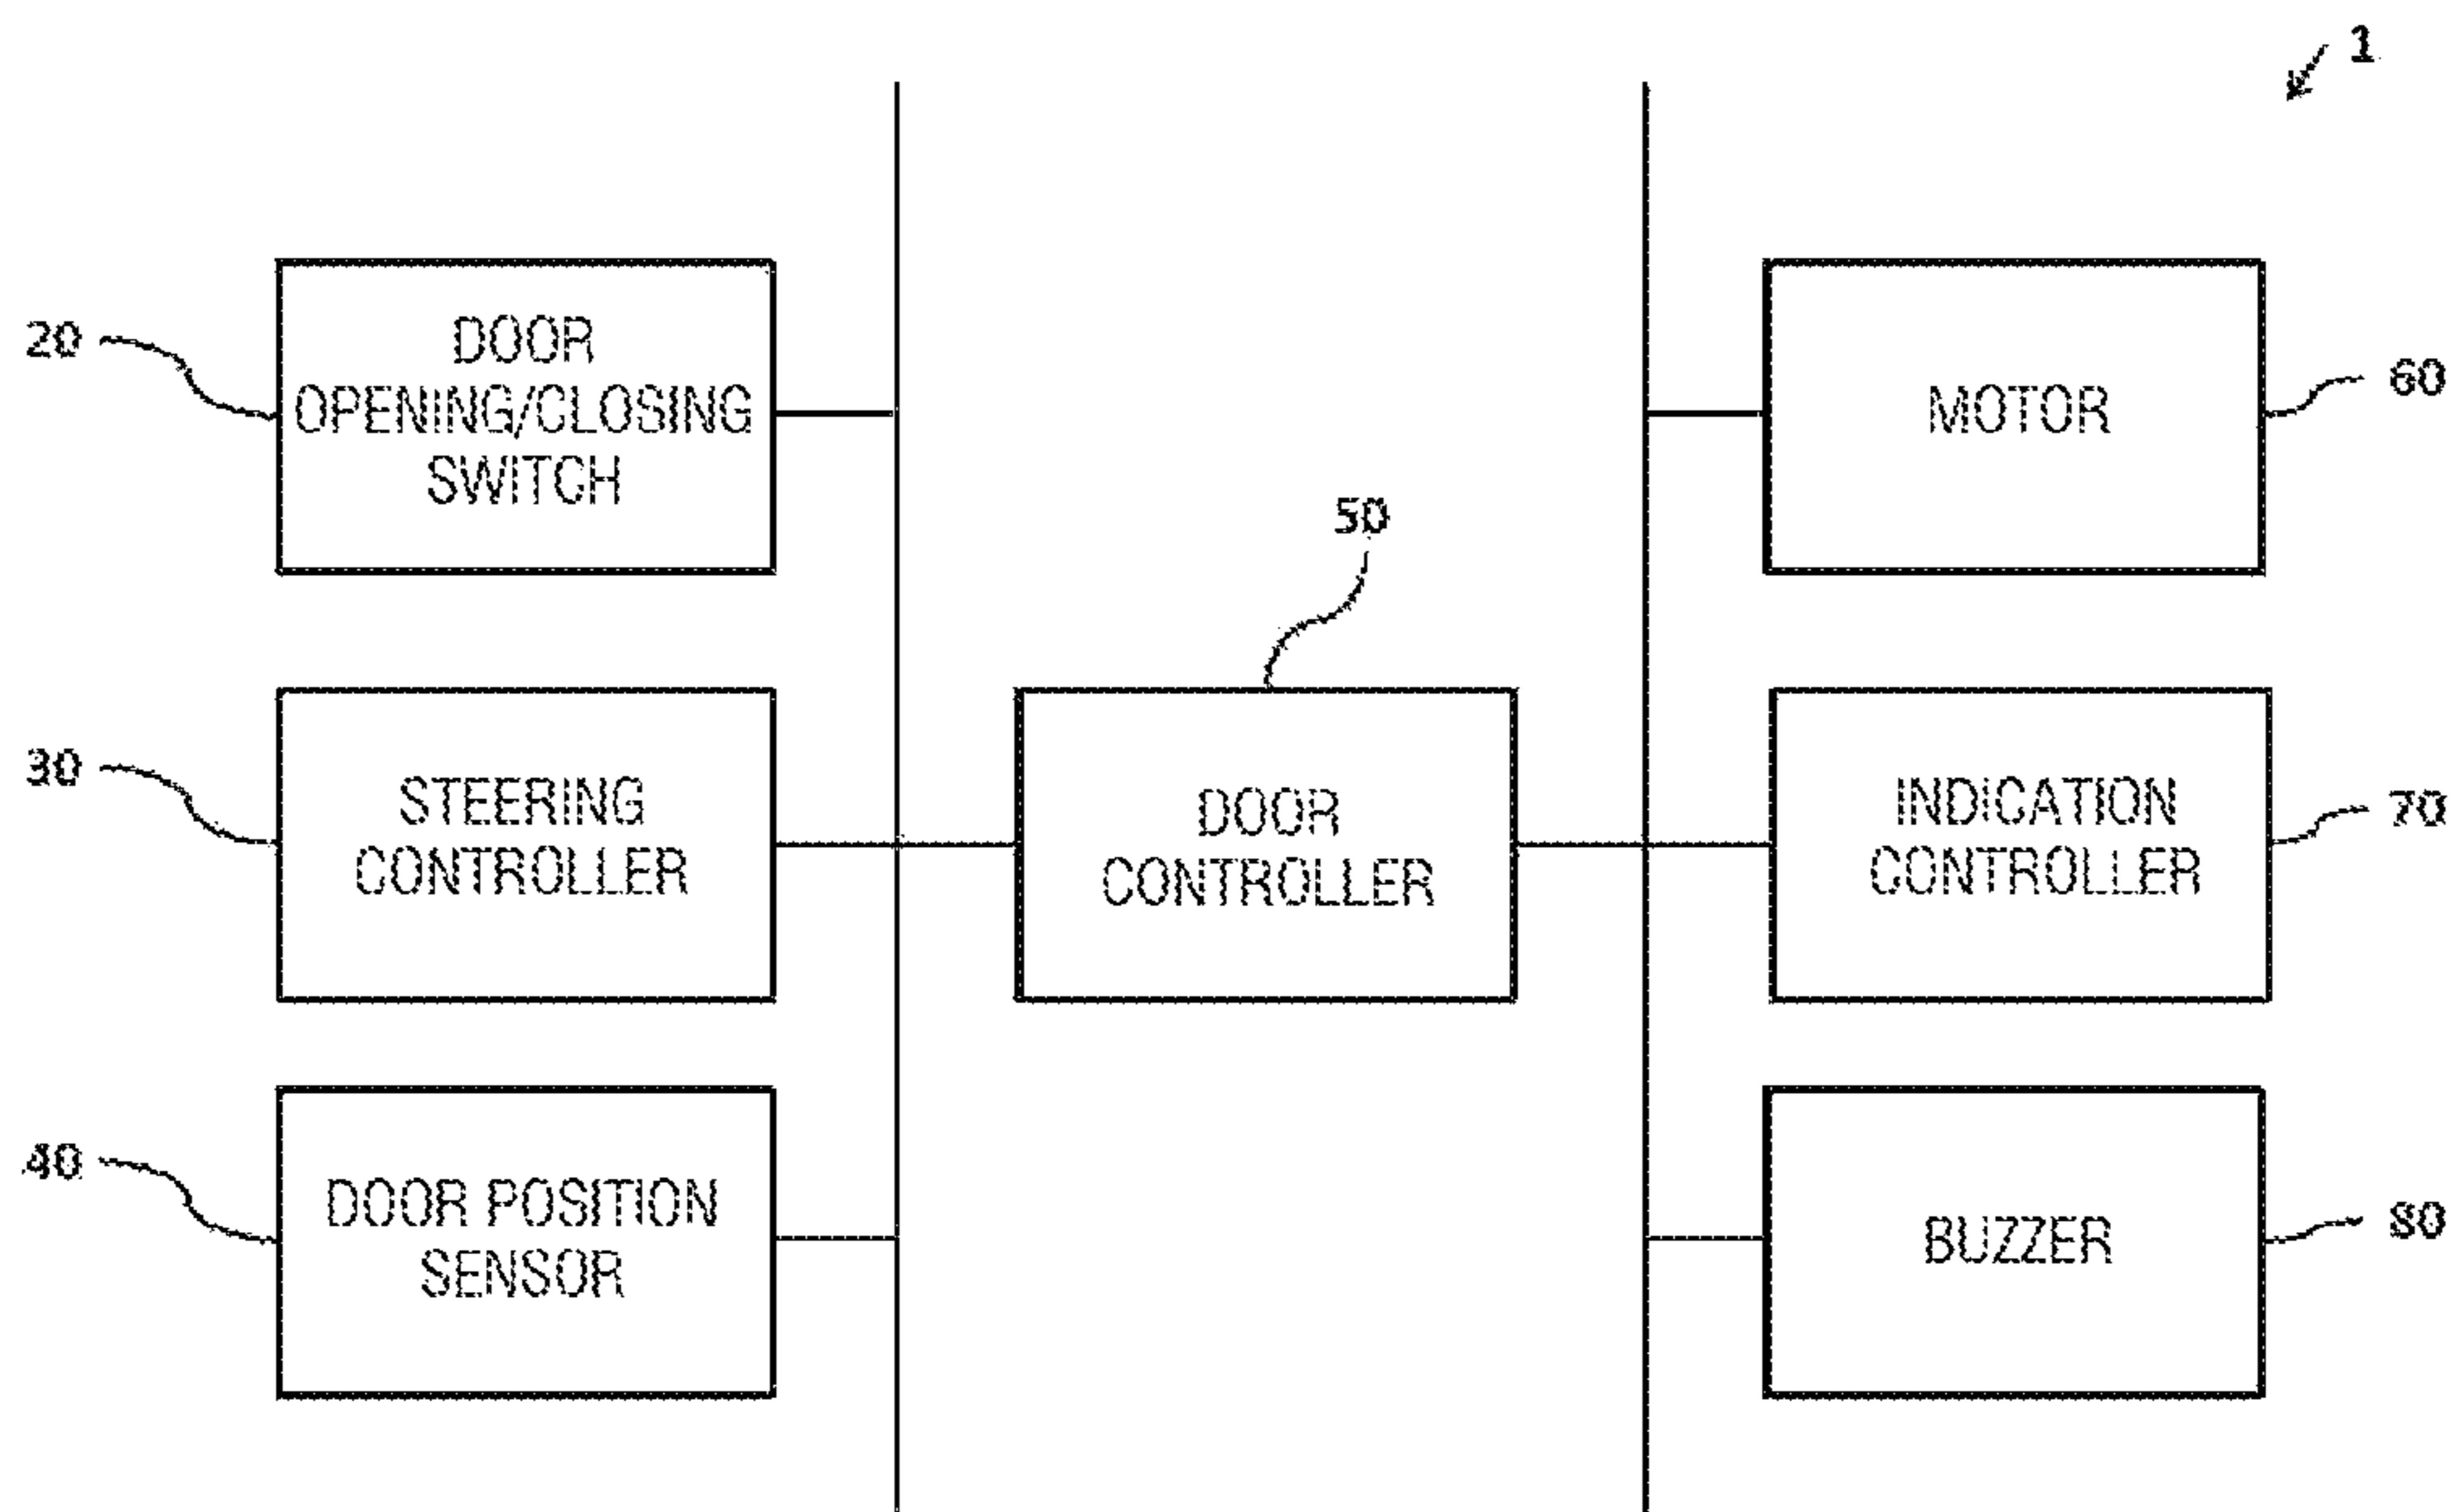 1
20
DOOR
OPENING/CLOSING
SWITCH
MOTOR
60
50
30
STEERING
CONTROLLER
DOOR
CONTROLLER
INDICATION
CONTROLLER
70
40
DOOR POSITION
SENSOR
BUZZER
80